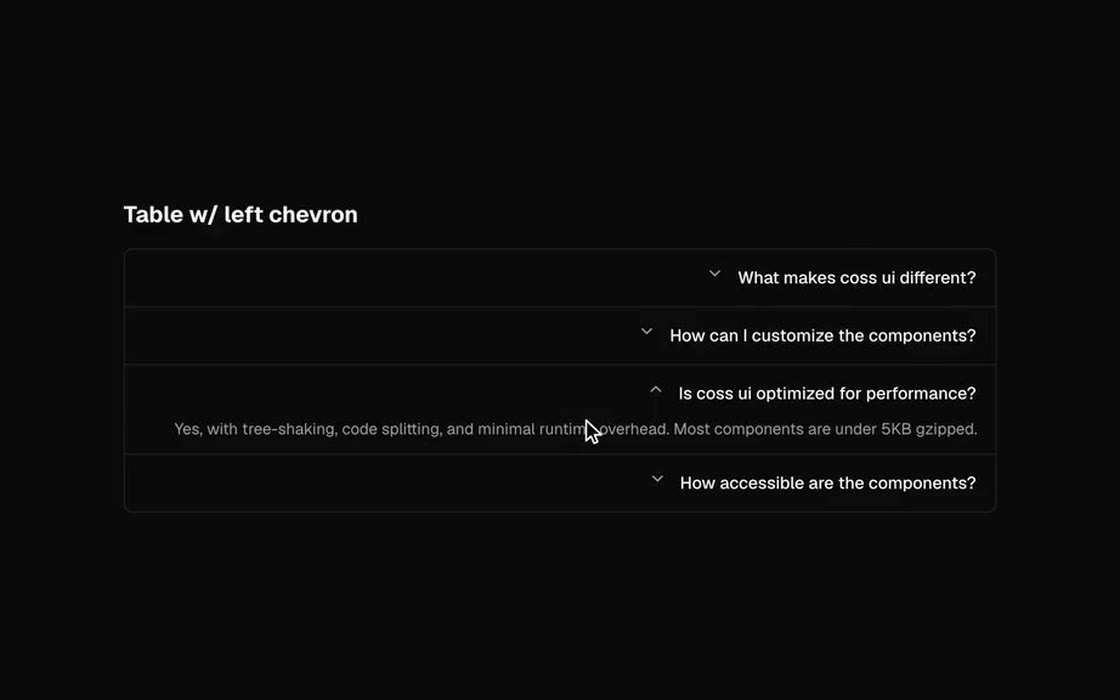 Table w/ left chevron
What makes coss ui different?
How can I customize the components?
Is coss ui optimized for performance?
Yes, with tree-shaking, code splitting, and minimal runtime overhead. Most components are under 5KB gzipped.
How accessible are the components?